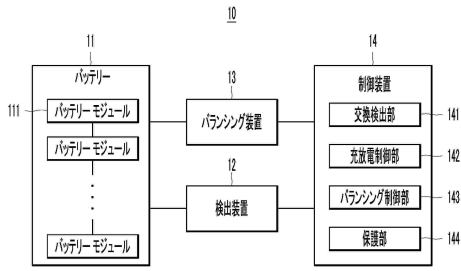 10
11
バッテリー
111
バッテリー モジュール
バッテリー モジュール
バッテリー モジュール
13
バランシング装置
12
検出装置
14
制御装置
交換検出部
141
充放電制御部
142
バランシング制御部
143
保護部
144